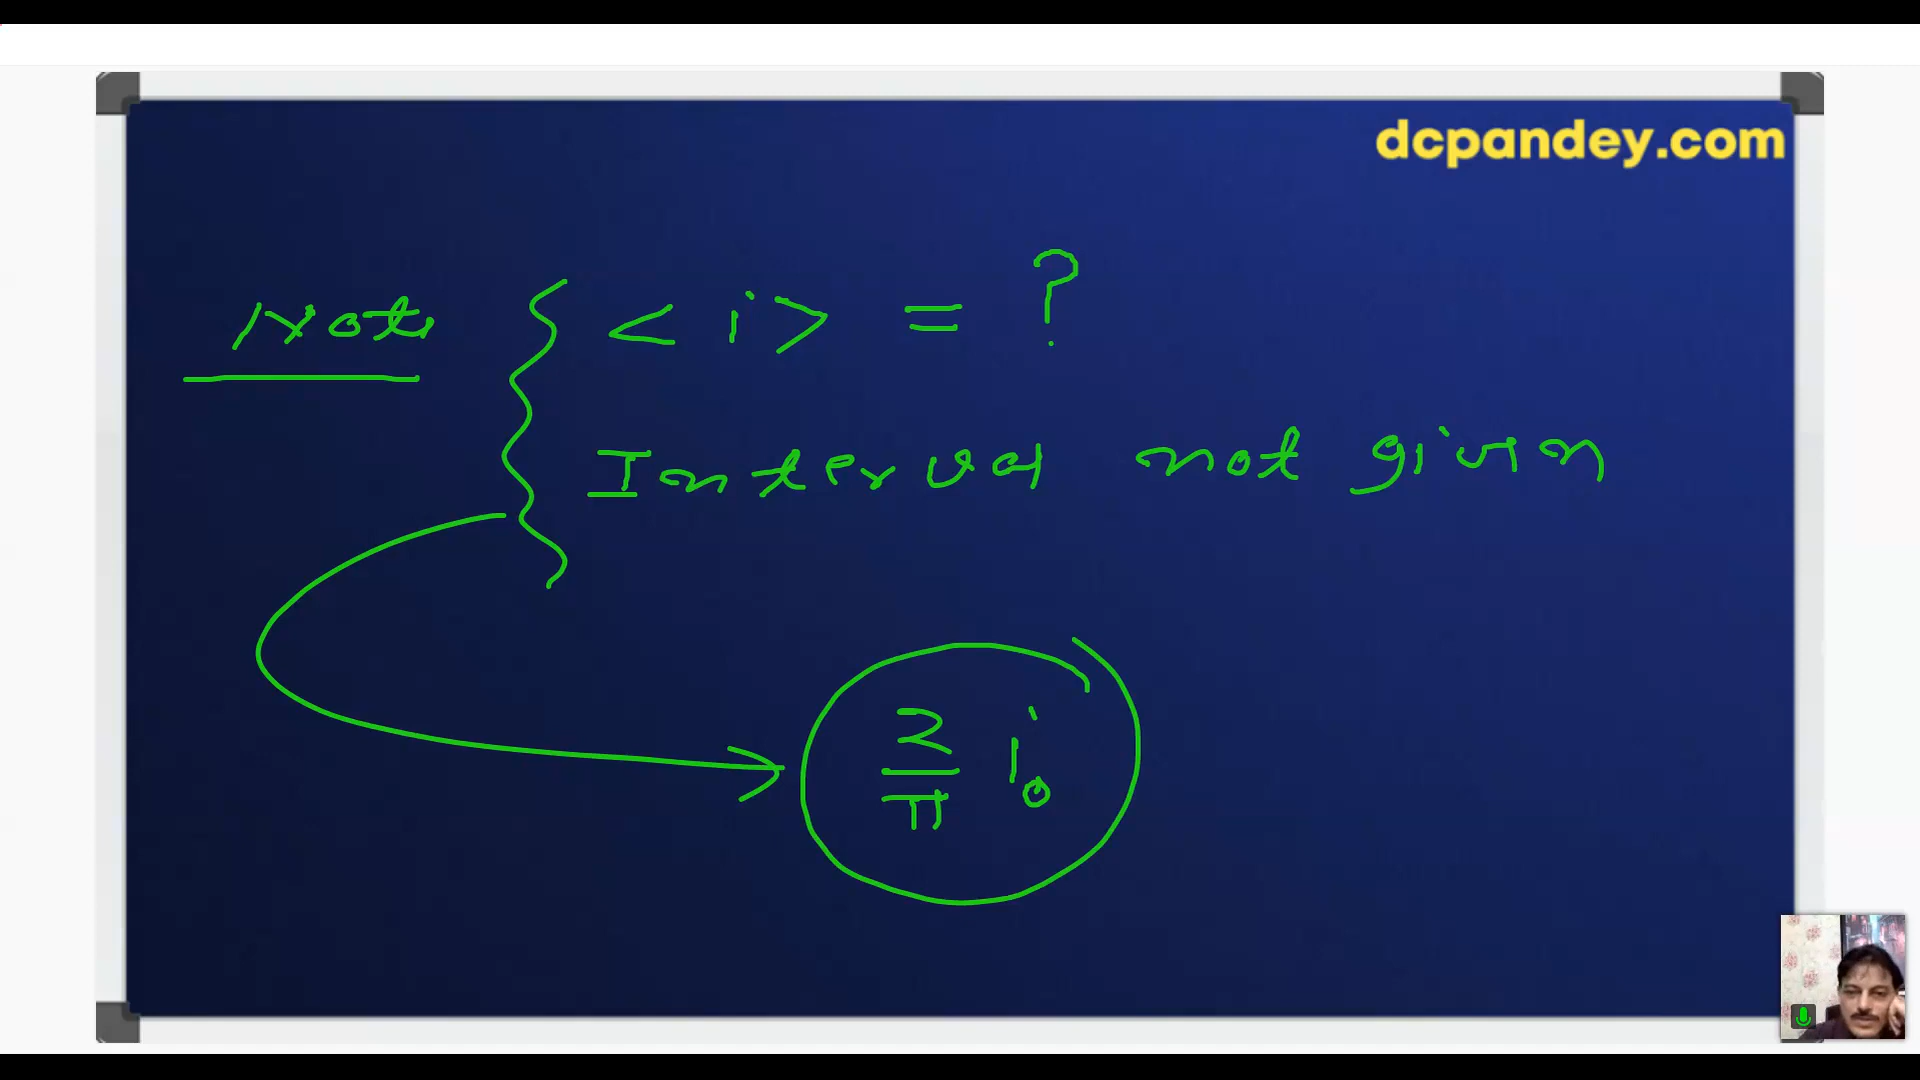 dcpandey.com
Note { <i> = ?
Interval not given
2/π i₀